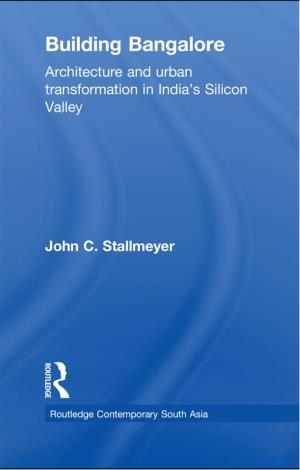 Building Bangalore
Architecture and urban
transformation in India's Silicon
Valley
John C. Stallmeyer
ROUTLEDGE
Routledge Contemporary South Asia